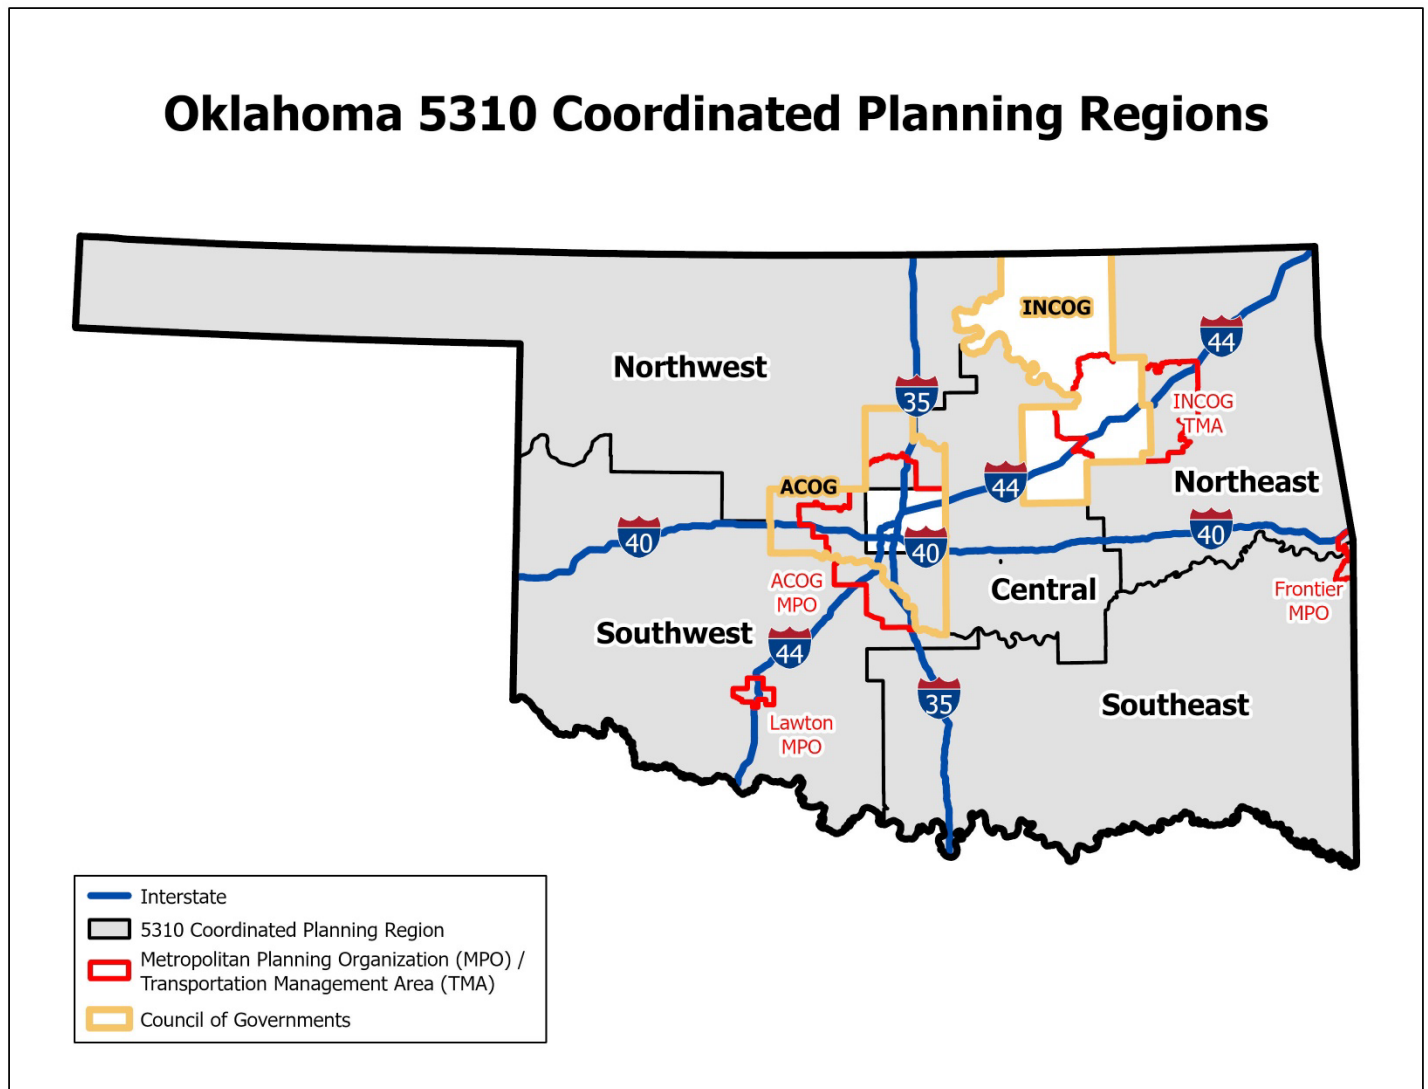 Oklahoma 5310 Coordinated Planning Regions
INCOG
44
Northwest
35
INCOG
TMA
ACOG
44
Northeast
40
40
40
ACOG
MPO
Central
Frontier
MPO
Southwest
44
35
Southeast
Lawton
MPO
Interstate
5310 Coordinated Planning Region
Metropolitan Planning Organization (MPO) /
Transportation Management Area (TMA)
Council of Governments